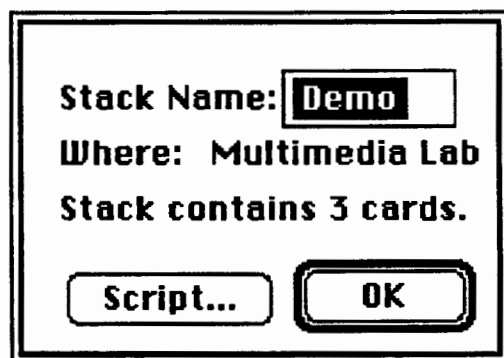 Stack Name: Demo
Where: Multimedia Lab
Stack contains 3 cards.
Script... OK